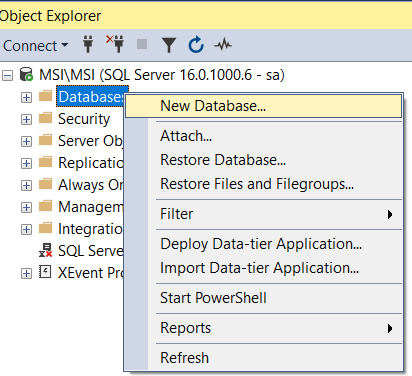 Object Explorer
Connect
MSI\MSI (SQL Server 16.0.1000.6 - sa)
Databases
New Database...
Security
Attach...
Server Obj
Restore Database...
Replicatio
Restore Files and Filegroups...
Always On
Managem
Filter
Integration
Deploy Data-tier Application...
SQL Serve
Import Data-tier Application...
XEvent Pro
Start PowerShell
Reports
Refresh